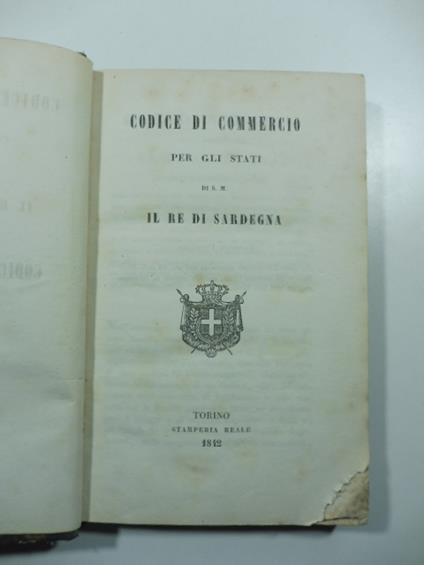 CODICE DI COMMERCIO
PER GLI STATI
DI S. M.
IL RE DI SARDEGNA
TORINO
STAMPERIA REALE
1842